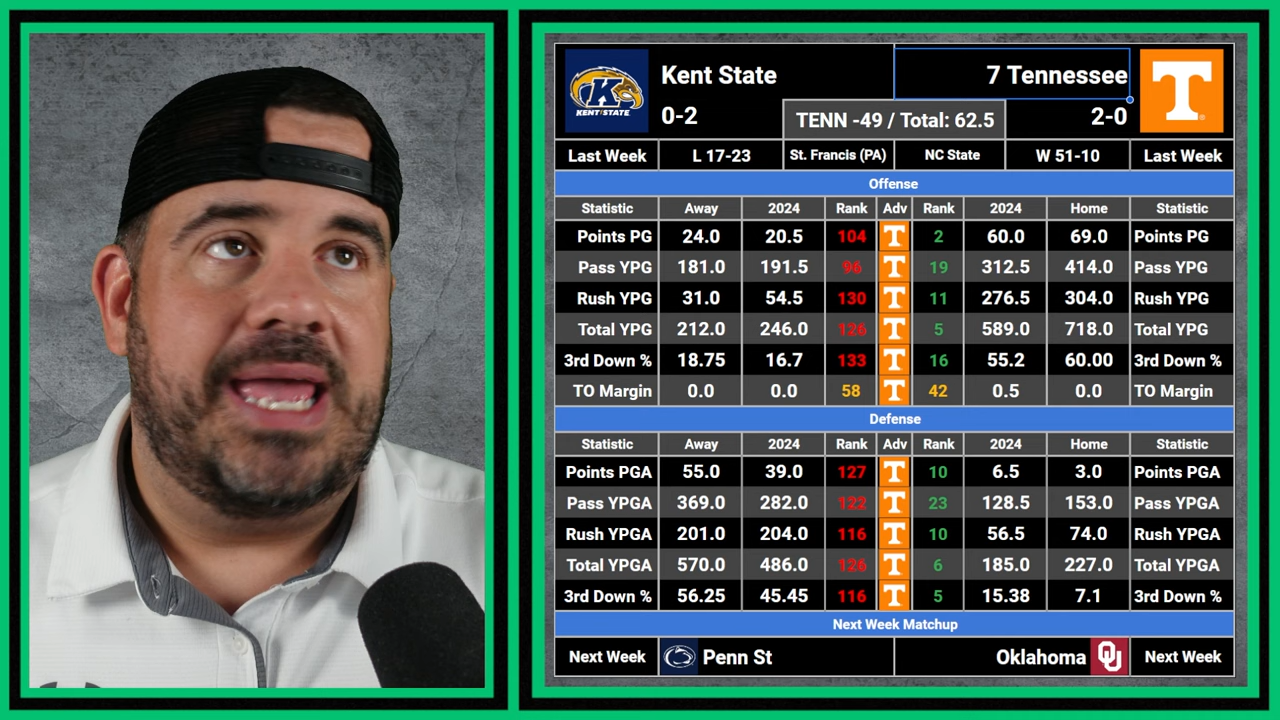 Kent State
7 Tennessee
KENT STATE
0-2
TENN -49 / Total: 62.5
2-0
T
Last Week L 17-23 St. Francis (PA) NC State W 51-10 Last Week
Offense
Statistic Away 2024 Rank Adv Rank 2024 Home Statistic
Points PG 24.0 20.5 104 T 2 60.0 69.0 Points PG
Pass YPG 181.0 191.5 96 T 19 312.5 414.0 Pass YPG
Rush YPG 31.0 54.5 130 T 11 276.5 304.0 Rush YPG
Total YPG 212.0 246.0 126 T 5 589.0 718.0 Total YPG
3rd Down % 18.75 16.7 133 T 16 55.2 60.00 3rd Down %
TO Margin 0.0 0.0 58 T 42 0.5 0.0 TO Margin
Defense
Statistic Away 2024 Rank Adv Rank 2024 Home Statistic
Points PGA 55.0 39.0 127 T 10 6.5 3.0 Points PGA
Pass YPGA 369.0 282.0 122 T 23 128.5 153.0 Pass YPGA
Rush YPGA 201.0 204.0 116 T 10 56.5 74.0 Rush YPGA
Total YPGA 570.0 486.0 126 T 6 185.0 227.0 Total YPGA
3rd Down % 56.25 45.45 116 T 5 15.38 7.1 3rd Down %
Next Week Matchup
Next Week Penn St Oklahoma OU Next Week